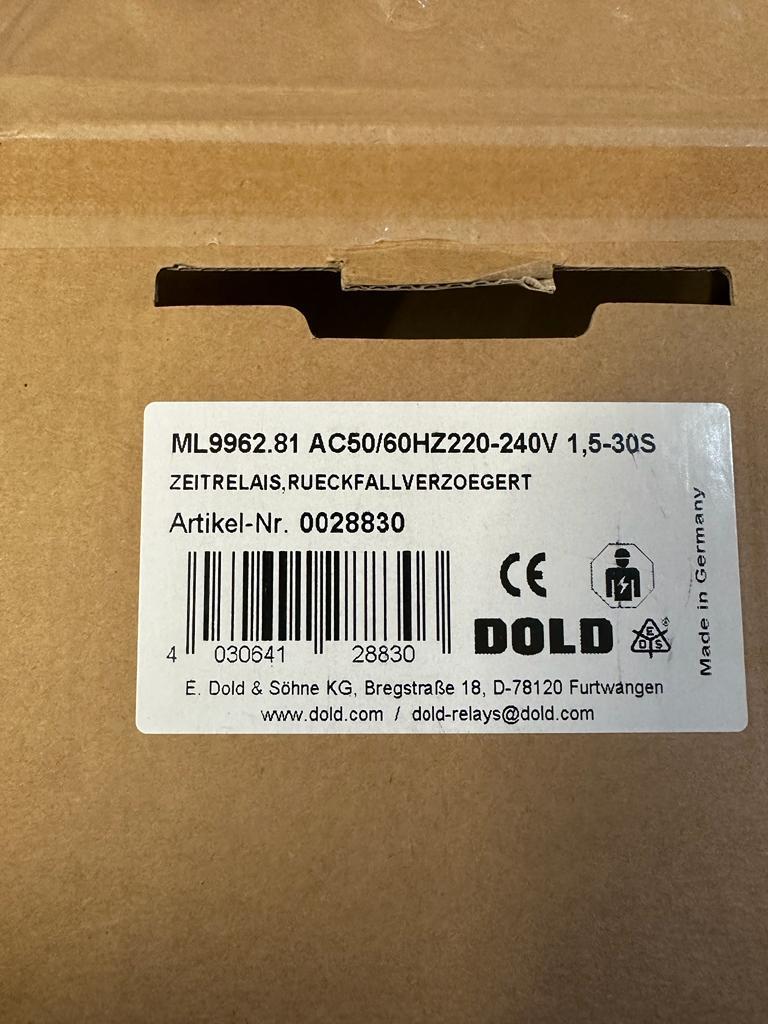 ML9962.81 AC50/60HZ220-240V 1,5-30S
ZEITRELAIS,RUECKFALLVERZOEGERT
Artikel-Nr. 0028830
4 030641 28830
CE
DOLD
E. Dold & Söhne KG, Bregstraße 18, D-78120 Furtwangen
www.dold.com / dold-relays@dold.com
Made in Germany